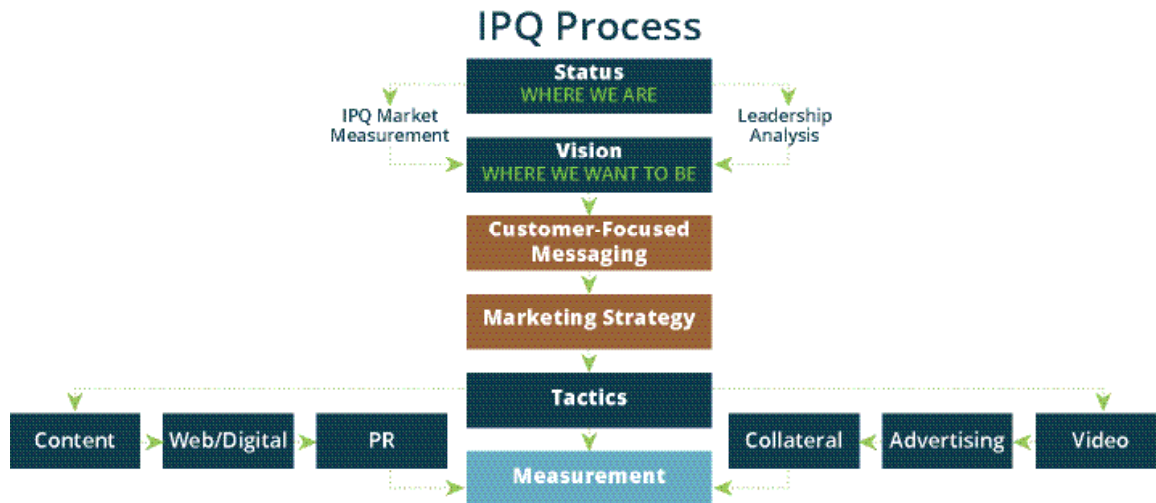 IPQ Process
Status
WHERE WE ARE
IPQ Market
Measurement
Leadership
Analysis
Vision
WHERE WE WANT TO BE
Customer-Focused
Messaging
Marketing Strategy
Tactics
Content
Web/Digital
PR
Collateral
Advertising
Video
Measurement